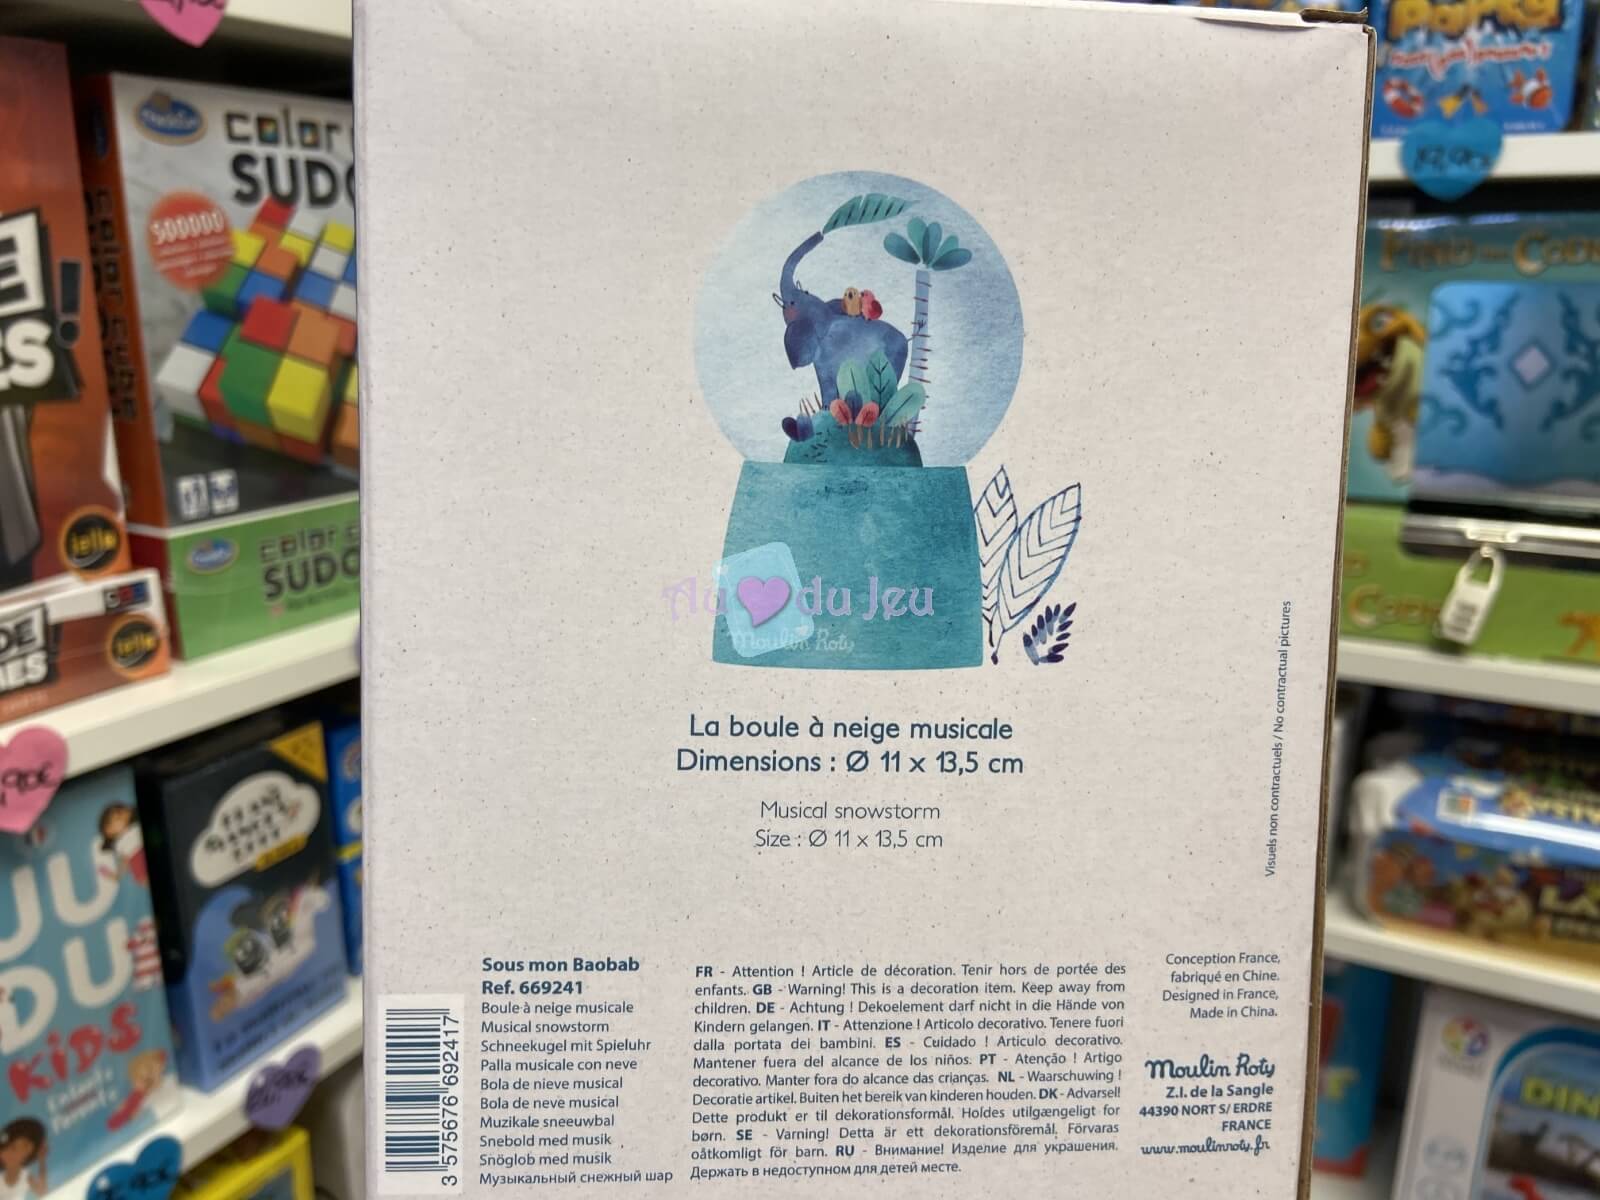 color
SUDO
500000
iello
La boule à neige musicale
Dimensions : Ø 11 x 13,5 cm
Musical snowstorm
Size : Ø 11 x 13,5 cm
Au du Jeu
Moulin Roty
Visuels non contractuels / No contractual pictures
Sous mon Baobab
Ref. 669241
Boule à neige musicale
Musical snowstorm
Schneekugel mit Spieluhr
Palla musicale con neve
Bola de nieve musical
Bola de neve musical
Muzikale sneeuwbal
Snebold med musik
Snöglob med musik
Музыкальный снежный шар
3 575676 692417
FR - Attention ! Article de décoration. Tenir hors de portée des
enfants. GB - Warning! This is a decoration item. Keep away from
children. DE - Achtung ! Dekoelement darf nicht in die Hände von
Kindern gelangen. IT - Attenzione ! Articolo decorativo. Tenere fuori
dalla portata dei bambini. ES - Cuidado ! Articulo decorativo.
Mantener fuera del alcance de los niños. PT - Atenção ! Artigo
decorativo. Manter fora do alcance das crianças. NL - Waarschuwing !
Decoratie artikel. Buiten het bereik van kinderen houden. DK - Advarsel!
Dette produkt er til dekorationsformål. Holdes utilgængeligt for
børn. SE - Varning! Detta är ett dekorationsföremål. Förvaras
oåtkomligt för barn. RU - Внимание! Изделие для украшения.
Держать в недоступном для детей месте.
Conception France,
fabriqué en Chine.
Designed in France,
Made in China.
Moulin Roty
Z.I. de la Sangle
44390 NORT S/ ERDRE
FRANCE
www.moulinroty.fr
color
SUDO
iello
JU
DU
KiDS